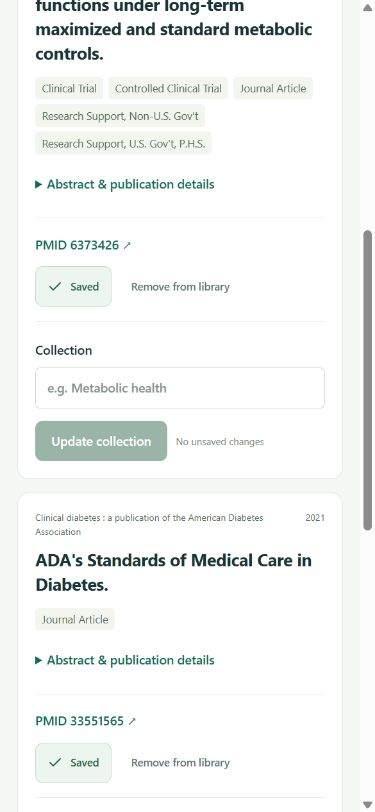 functions under long-term
maximized and standard metabolic
controls.
Clinical Trial
Controlled Clinical Trial
Journal Article
Research Support, Non-U.S. Gov't
Research Support, U.S. Gov't, P.H.S.
▶ Abstract & publication details
PMID 6373426 ↗
✓ Saved
Remove from library
Collection
e.g. Metabolic health
Update collection
No unsaved changes
Clinical diabetes : a publication of the American Diabetes
Association
2021
ADA's Standards of Medical Care in
Diabetes.
Journal Article
▶ Abstract & publication details
PMID 33551565 ↗
✓ Saved
Remove from library